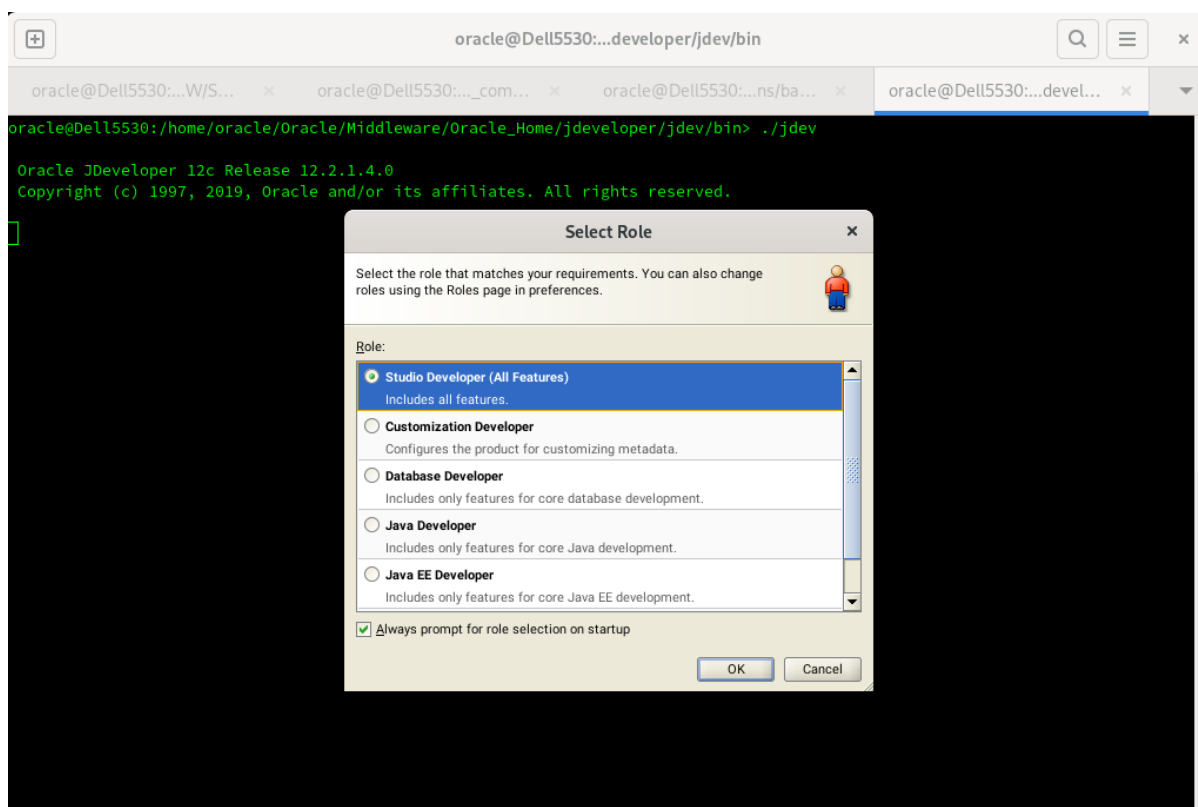 oracle@Dell5530:...developer/jdev/bin
oracle@Dell5530:...W/S...
oracle@Dell5530:..._com...
oracle@Dell5530:...ns/ba...
oracle@Dell5530:...devel...
oracle@Dell5530:/home/oracle/Oracle/Middleware/Oracle_Home/jdeveloper/jdev/bin> ./jdev
Oracle JDeveloper 12c Release 12.2.1.4.0
Copyright (c) 1997, 2019, Oracle and/or its affiliates. All rights reserved.
Select Role
Select the role that matches your requirements. You can also change
roles using the Roles page in preferences.
Role:
Studio Developer (All Features)
Includes all features.
Customization Developer
Configures the product for customizing metadata.
Database Developer
Includes only features for core database development.
Java Developer
Includes only features for core Java development.
Java EE Developer
Includes only features for core Java EE development.
Always prompt for role selection on startup
OK
Cancel